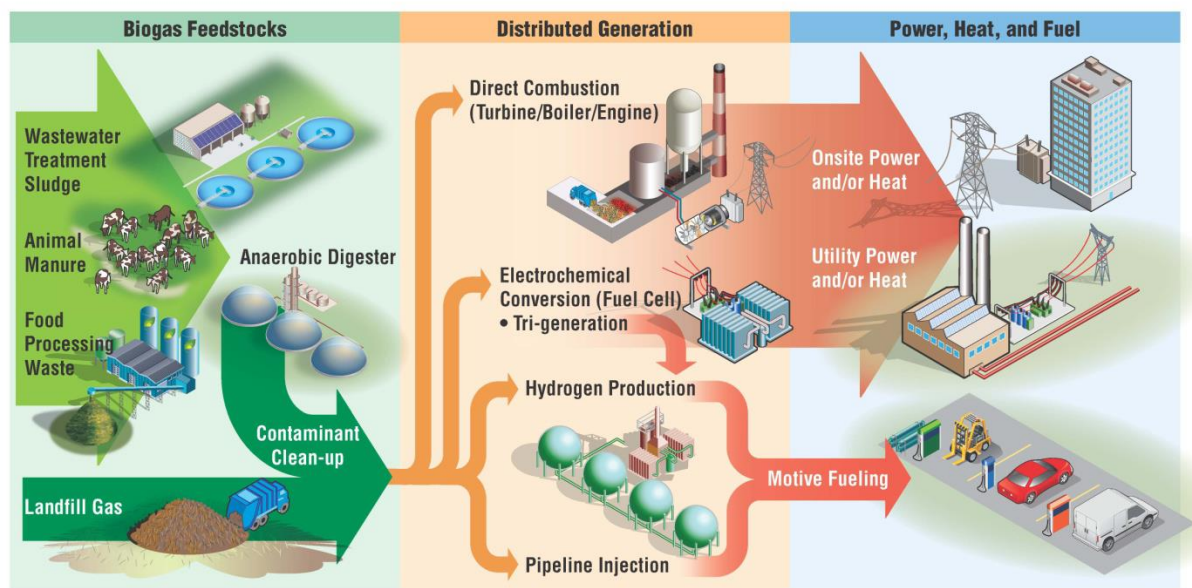 Biogas Feedstocks
Distributed Generation
Power, Heat, and Fuel
Wastewater
Treatment
Sludge
Animal
Manure
Food
Processing
Waste
Anaerobic Digester
Contaminant
Clean-up
Landfill Gas
Direct Combustion
(Turbine/Boiler/Engine)
Electrochemical
Conversion (Fuel Cell)
• Tri-generation
Hydrogen Production
Pipeline Injection
Onsite Power
and/or Heat
Utility Power
and/or Heat
Motive Fueling